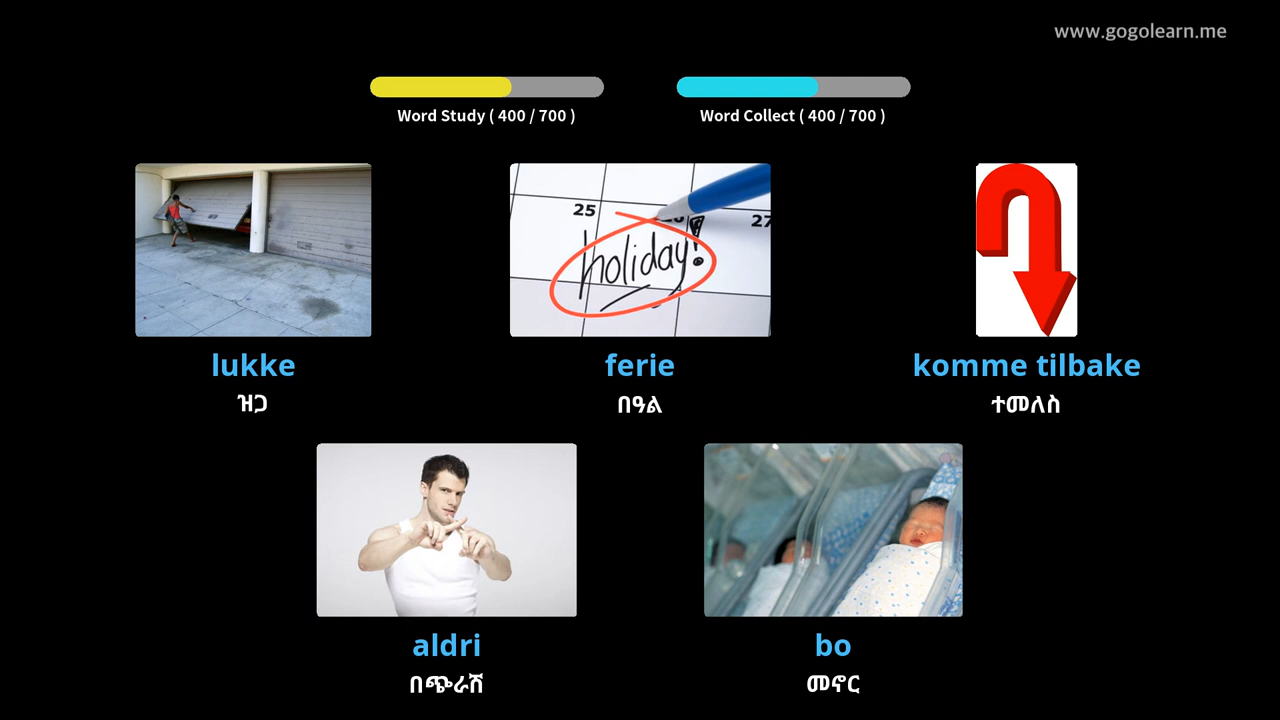 www.gogolearn.me
Word Study ( 400 / 700 )
Word Collect ( 400 / 700 )
25
27
holiday!
lukke
ferie
komme tilbake
ዝጋ
በዓል
ተመለስ
aldri
bo
በጭራሽ
መኖር